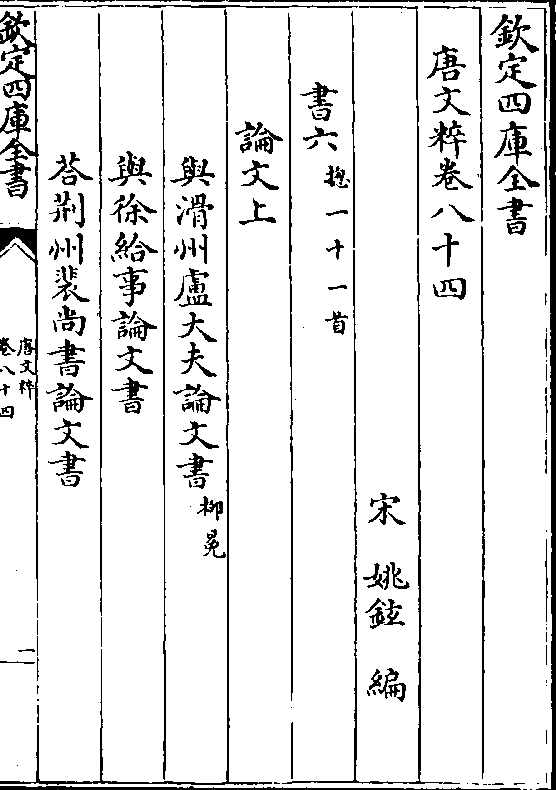 欽定四庫全書
唐文粹卷八十四
宋 姚鉉 編
書六 揔一十一首
論文上
與滑州盧大夫論文書 柳冕
與徐給事論文書
荅荆州裴尚書論文書
欽定四庫全書
唐文粹
卷八十四
一